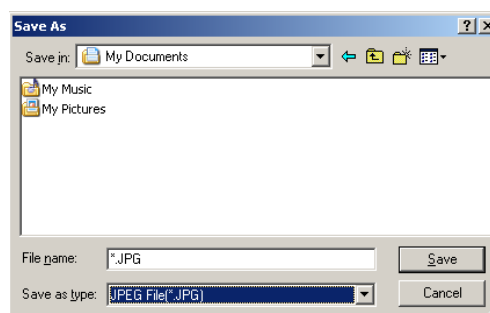 Save As
Save in: My Documents
My Music
My Pictures
File name: *.JPG Save
Save as type: JPEG File(*.JPG) Cancel